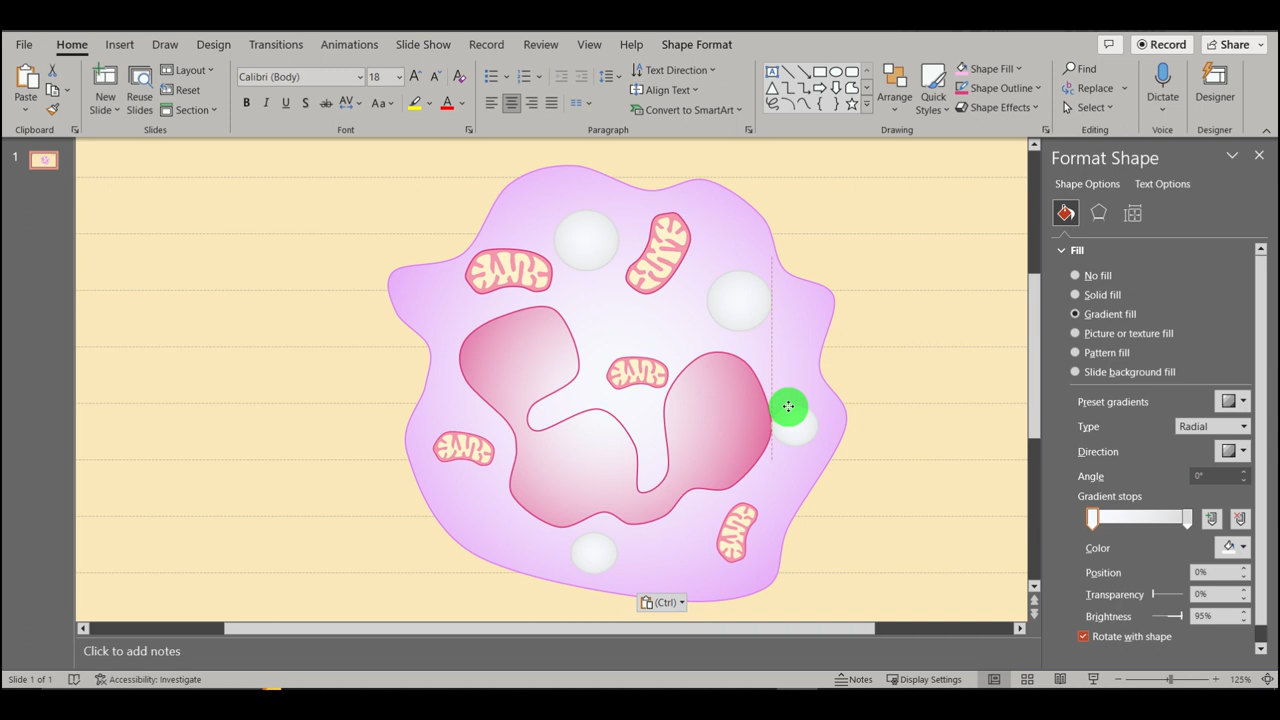 File Home Insert Draw Design Transitions Animations Slide Show Record Review View Help Shape Format Record Share
Paste New Slide Reuse Slides Layout Reset Section
Calibri (Body) 18
Text Direction Align Text Convert to SmartArt
Arrange Quick Styles Shape Fill Shape Outline Shape Effects
Find Replace Select Dictate Designer
Clipboard Slides Font Paragraph Drawing Editing Voice Designer
1
Format Shape
Shape Options Text Options
Fill
No fill
Solid fill
Gradient fill
Picture or texture fill
Pattern fill
Slide background fill
Preset gradients
Type Radial
Direction
Angle 0°
Gradient stops
Color
Position 0%
Transparency 0%
Brightness 95%
Rotate with shape
(Ctrl)
Click to add notes
Slide 1 of 1 Accessibility: Investigate Notes Display Settings 125%